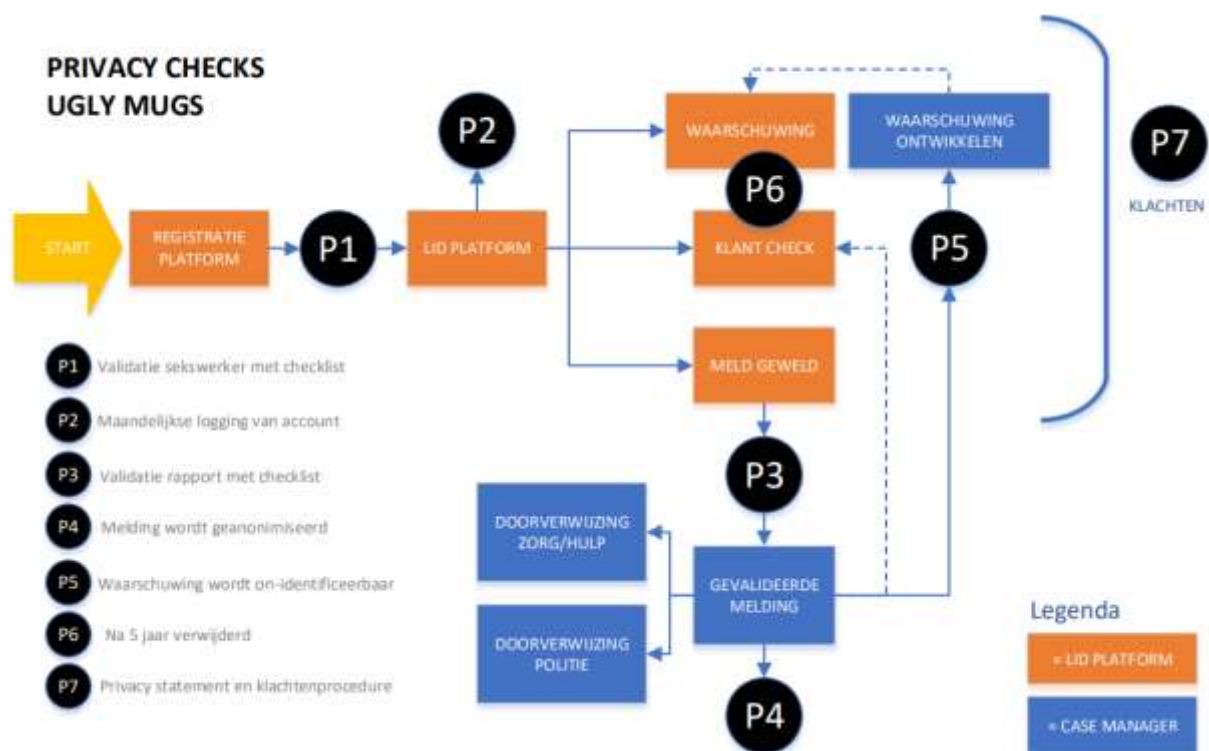 PRIVACY CHECKS
UGLY MUGS
START
REGISTRATIE
PLATFORM
P1
LID PLATFORM
P2
WAARSCHUWING
WAARSCHUWING
ONTWIKKELEN
P6
KLANT CHECK
P5
P7
KLACHTEN
MELD GEWELD
P3
DOORVERWIJZING
ZORG/HULP
DOORVERWIJZING
POLITIE
GEVALIDEERDE
MELDING
P4
P1 Validatie sekswerker met checklist
P2 Maandelijkse logging van account
P3 Validatie rapport met checklist
P4 Melding wordt geanonimiseerd
P5 Waarschuwing wordt on-identificeerbaar
P6 Na 5 jaar verwijderd
P7 Privacy statement en klachtenprocedure
Legenda
= LID PLATFORM
= CASE MANAGER